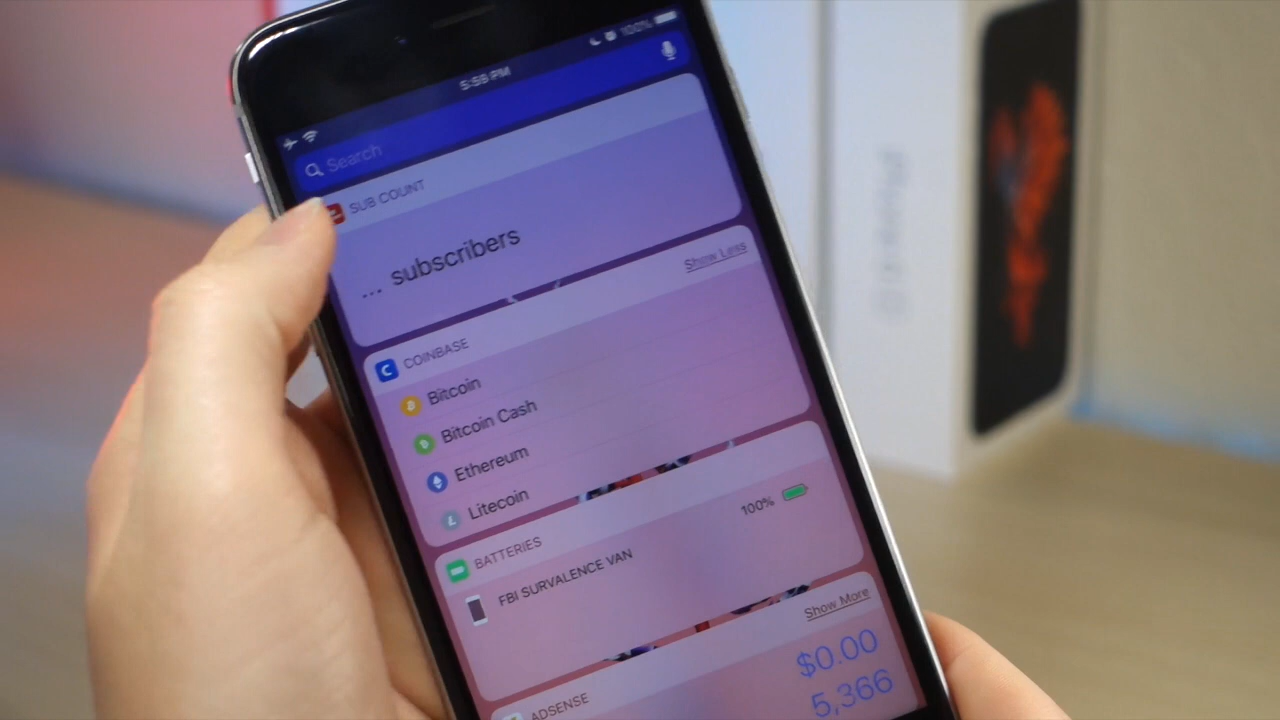 5:58 PM
100%
Search
SUB COUNT
... subscribers
Show Less
COINBASE
Bitcoin
Bitcoin Cash
Ethereum
Litecoin
BATTERIES
100%
FBI SURVALENCE VAN
Show More
ADSENSE
$0.00
5,366